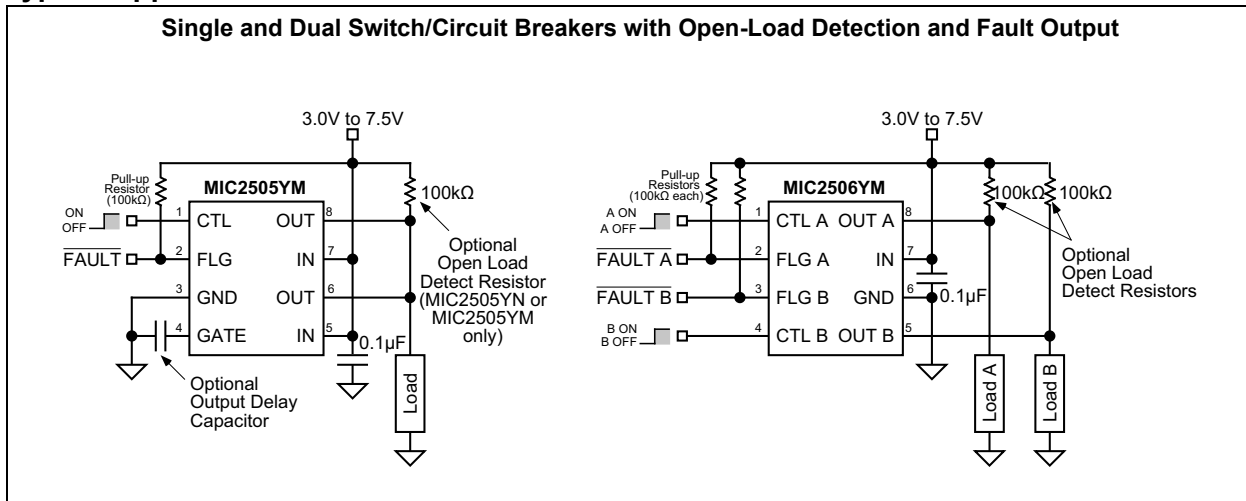 Single and Dual Switch/Circuit Breakers with Open-Load Detection and Fault Output
3.0V to 7.5V
Pull-up
Resistor
(100kΩ)
MIC2505YM
100kΩ
ON
OFF
1
CTL
OUT
8
FAULT
2
FLG
IN
7
3
GND
OUT
6
4
GATE
IN
5
0.1µF
Optional
Open Load
Detect Resistor
(MIC2505YN or
MIC2505YM
only)
Optional
Output Delay
Capacitor
Load
3.0V to 7.5V
Pull-up
Resistors
(100kΩ each)
MIC2506YM
100kΩ
100kΩ
A ON
A OFF
1
CTL A
OUT A
8
FAULT A
2
FLG A
IN
7
FAULT B
3
FLG B
GND
6
0.1µF
B ON
B OFF
4
CTL B
OUT B
5
Optional
Open Load
Detect Resistors
Load A
Load B